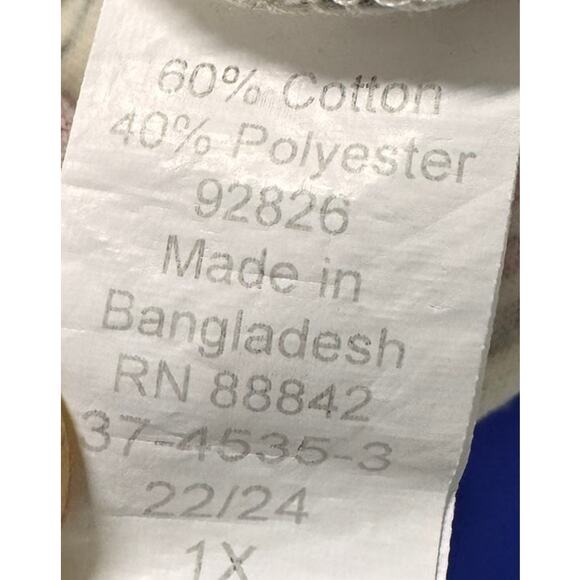 60% Cotton
40% Polyester
92826
Made in
Bangladesh
RN 88842
37-4535-3
22/24
1X